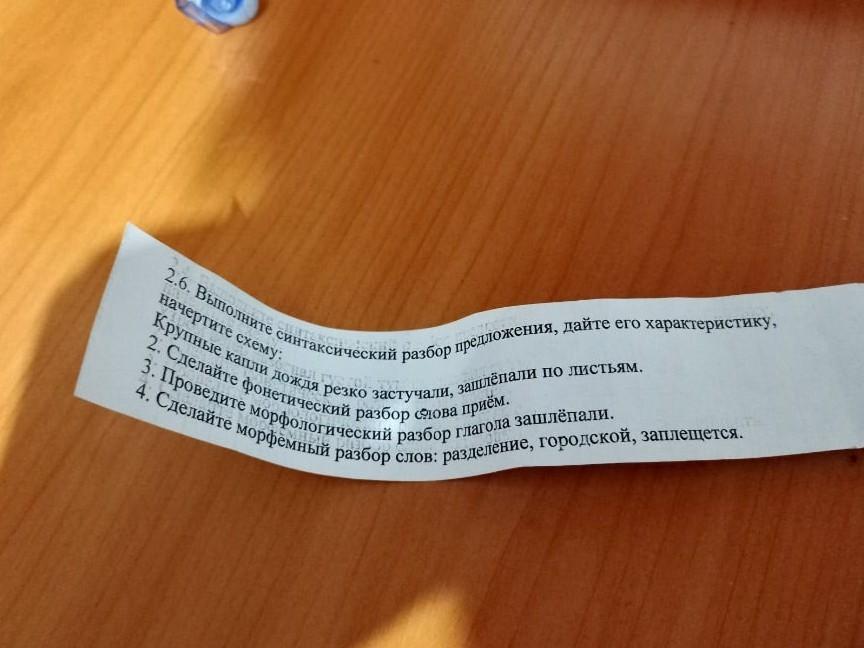 2.6. Выполните синтаксический разбор предложения, дайте его характеристику,
начертите схему:
Крупные капли дождя резко застучали, зашлёпали по листьям.
2. Сделайте фонетический разбор слова приём.
3. Проведите морфологический разбор глагола зашлёпали.
4. Сделайте морфемный разбор слов: разделение, городской, заплещется.